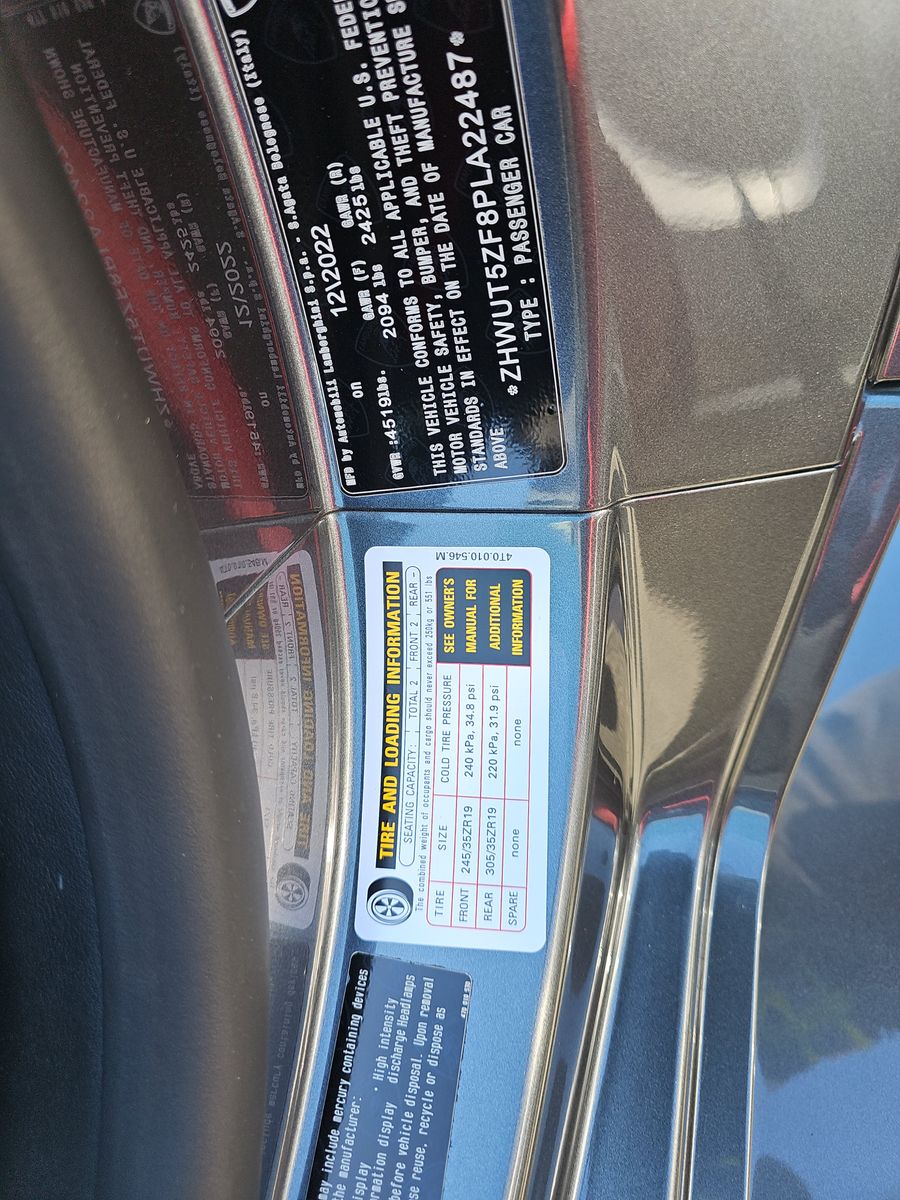 MFD by Automobili Lamborghini S.p.a. - S.Agata Bolognese (Italy)
on 12\2022
GAWR (F) GAWR (R)
GVWR :4519lbs. 2094 lbs 2425lbs
THIS VEHICLE CONFORMS TO ALL APPLICABLE U.S.
MOTOR VEHICLE SAFETY, BUMPER, AND THEFT
STANDARDS IN EFFECT ON THE DATE OF MANUFACTURE
ABOVE.
*ZHWUT5ZF8PLA22487*
TYPE : PASSENGER CAR
TIRE AND LOADING INFORMATION
SEATING CAPACITY: TOTAL 2 FRONT 2 REAR -
The combined weight of occupants and cargo should never exceed 250kg or 551 lbs
TIRE SIZE COLD TIRE PRESSURE
FRONT 245/35ZR19 240 kPa, 34.8 psi
REAR 305/35ZR19 220 kPa, 31.9 psi
SPARE none none
SEE OWNER'S
MANUAL FOR
ADDITIONAL
INFORMATION
4T0.010.546.M
may include mercury containing devices
the manufacturer:
display • High intensity
display discharge Headlamps
before vehicle disposal. Upon removal
reuse, recycle or dispose as